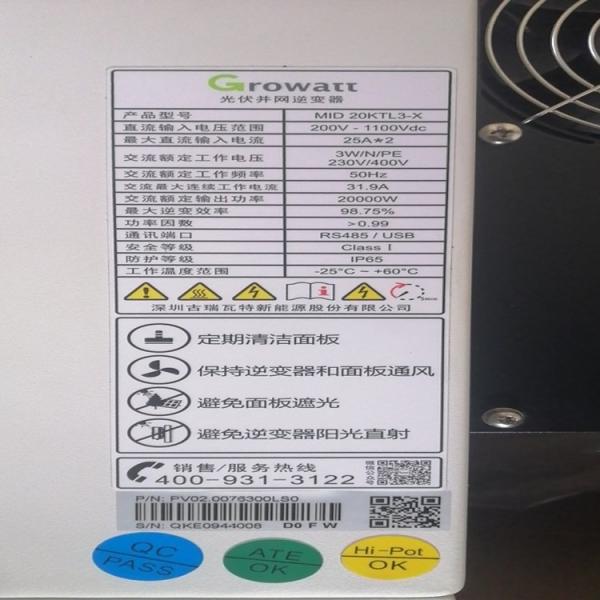 Growatt
光伏并网逆变器
产品型号 MID 20KTL3-X
直流输入电压范围 200V - 1100Vdc
最大直流输入电流 25A*2
交流额定工作电压 3W/N/PE 230V/400V
交流额定工作频率 50Hz
交流最大连续工作电流 31.9A
交流额定输出功率 20000W
最大逆变效率 98.75%
功率因数 >0.99
通讯端口 RS485 / USB
安全等级 Class I
防护等级 IP65
工作温度范围 -25°C ~ +60°C
深圳古瑞瓦特新能源股份有限公司
定期清洁面板
保持逆变器和面板通风
避免面板遮光
避免逆变器阳光直射
销售/服务热线
400-931-3122
微信公众号
P/N: PV02.0076300LS0
S/N: QKE0944008 D0 F W
QC PASS
ATE OK
Hi-Pot OK